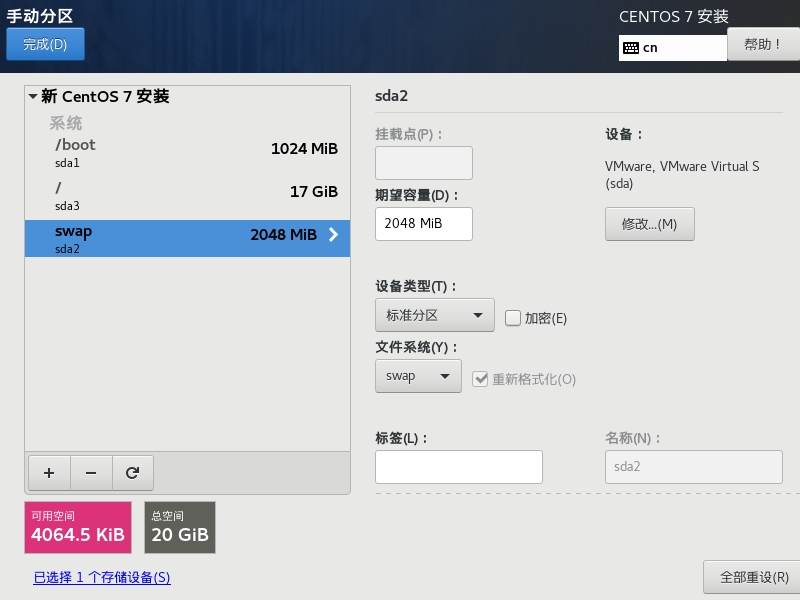 手动分区
完成(D)
CENTOS 7 安装
cn
帮助！
新 CentOS 7 安装
系统
/boot
1024 MiB
sda1
/
17 GiB
sda3
swap
2048 MiB
sda2
+
−
可用空间
4064.5 KiB
总空间
20 GiB
已选择 1 个存储设备(S)
sda2
挂载点(P)：
期望容量(D)：
2048 MiB
设备：
VMware, VMware Virtual S
(sda)
修改...(M)
设备类型(T)：
标准分区
加密(E)
文件系统(Y)：
swap
重新格式化(O)
标签(L)：
名称(N)：
sda2
全部重设(R)